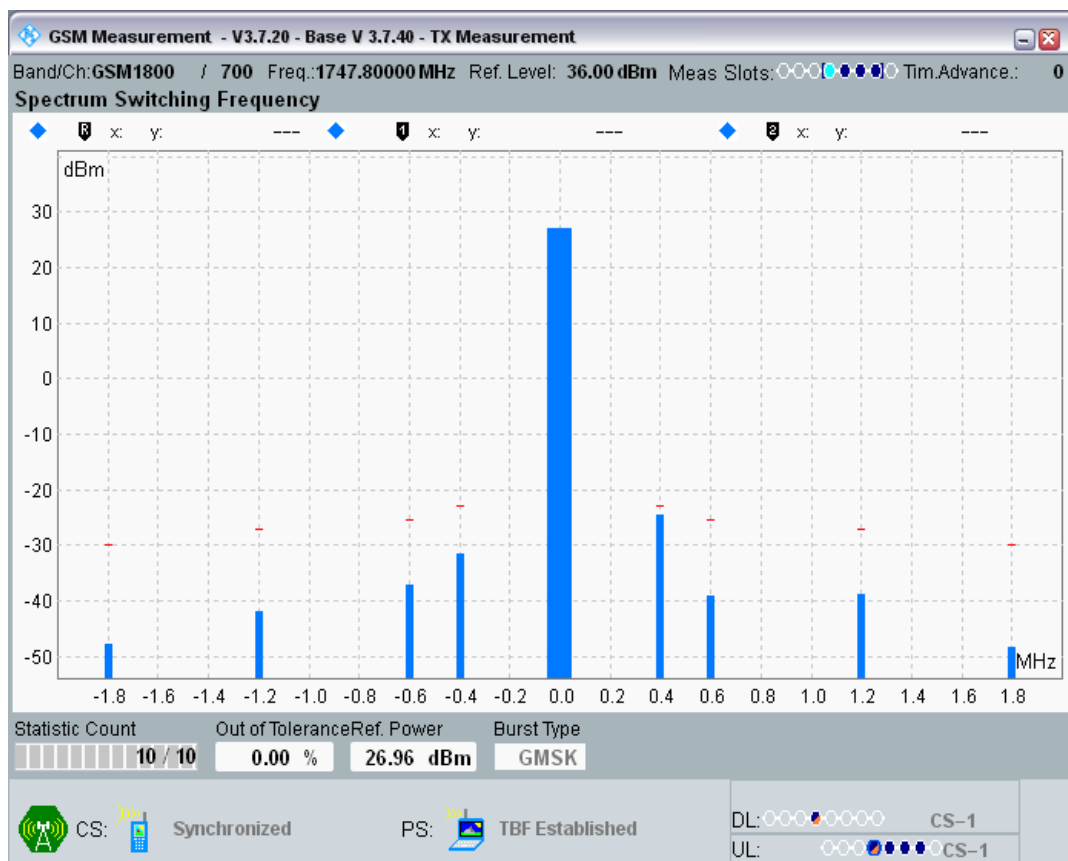 GSM Measurement - V3.7.20 - Base V 3.7.40 - TX Measurement
Band/Ch:GSM1800 / 700 Freq.:1747.80000 MHz Ref. Level: 36.00 dBm Meas Slots: Tim.Advance.: 0
Spectrum Switching Frequency
R x: y: --- 1 x: y: --- 2 x: y: ---
dBm
30
20
10
0
-10
-20
-30
-40
-50
MHz
-1.8 -1.6 -1.4 -1.2 -1.0 -0.8 -0.6 -0.4 -0.2 0.0 0.2 0.4 0.6 0.8 1.0 1.2 1.4 1.6 1.8
Statistic Count Out of Tolerance Ref. Power Burst Type
10 / 10 0.00 % 26.96 dBm GMSK
CS: Synchronized PS: TBF Established
DL: CS-1
UL: CS-1